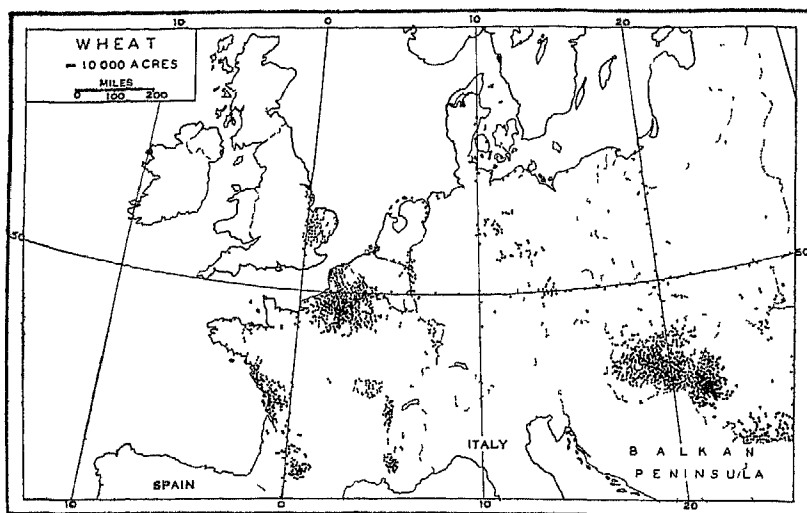 10 0 10 20
WHEAT
– 10 000 ACRES
MILES
0 100 200
50 50
ITALY
BALKAN
SPAIN
PENINSULA
10 0 10 20